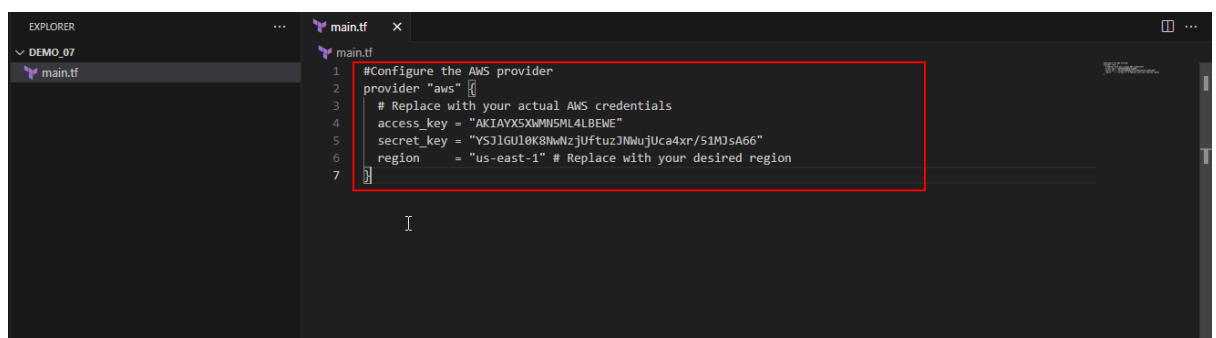 EXPLORER
main.tf
DEMO_07
main.tf
main.tf
1 #Configure the AWS provider
2 provider "aws" {
3 # Replace with your actual AWS credentials
4 access_key = "AKIAYX5XWMN5ML4LBEWE"
5 secret_key = "YSJlGUl0K8NwNzjUftuzJNWujUca4xr/51MJsA66"
6 region = "us-east-1" # Replace with your desired region
7 }